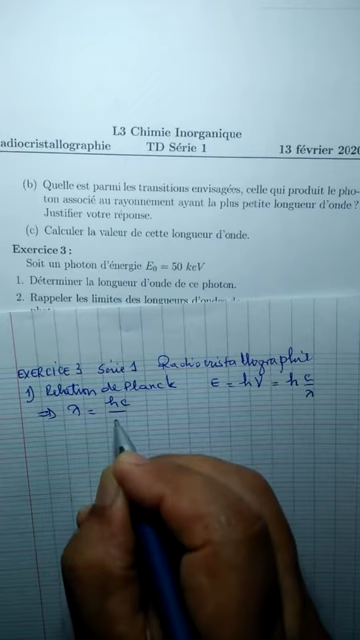 L3 Chimie Inorganique
adiocristallographie TD Série 1 13 février 2020
(b) Quelle est parmi les transitions envisagées, celle qui produit le pho-
ton associé au rayonnement ayant la plus petite longueur d'onde ?
Justifier votre réponse.
(c) Calculer la valeur de cette longueur d'onde.
Exercice 3 :
Soit un photon d'énergie E₀ = 50 keV
1. Déterminer la longueur d'onde de ce photon.
2. Rappeler les limites des longueurs d'ondes
EXERCICE 3 Série 1 Radiocristallographie
1) Relation de Planck E = hν = h c/λ
⇒ λ = hc